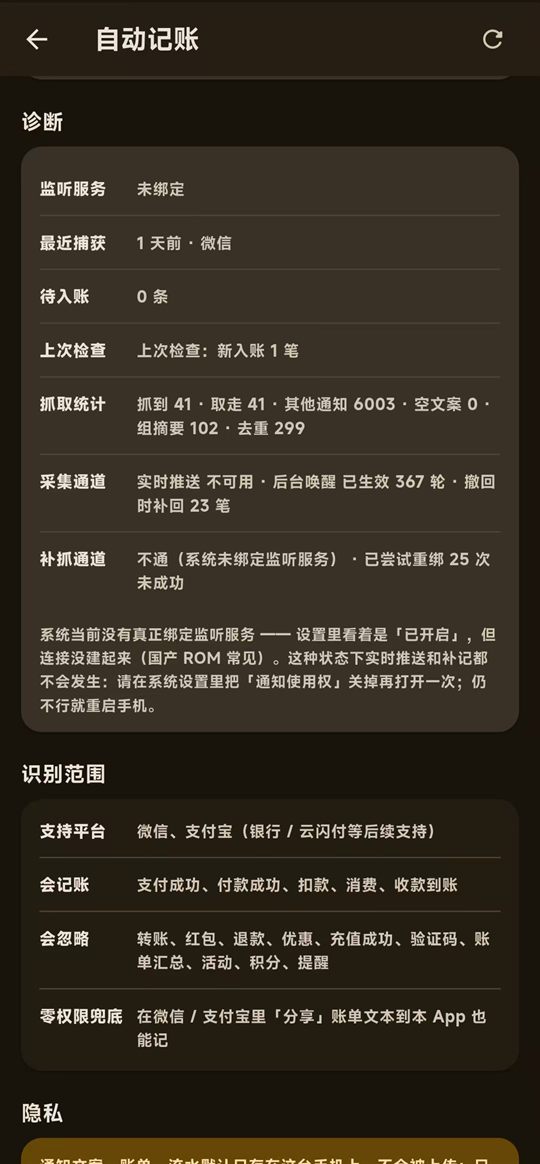 自动记账
诊断
监听服务 未绑定
最近捕获 1 天前 · 微信
待入账 0 条
上次检查 上次检查：新入账 1 笔
抓取统计 抓到 41 · 取走 41 · 其他通知 6003 · 空文案 0 ·
组摘要 102 · 去重 299
采集通道 实时推送 不可用 · 后台唤醒 已生效 367 轮 · 撤回
时补回 23 笔
补抓通道 不通（系统未绑定监听服务） · 已尝试重绑 25 次
未成功
系统当前没有真正绑定监听服务 —— 设置里看着是「已开启」，但
连接没建起来（国产 ROM 常见）。这种状态下实时推送和补记都
不会发生：请在系统设置里把「通知使用权」关掉再打开一次；仍
不行就重启手机。
识别范围
支持平台 微信、支付宝（银行 / 云闪付等后续支持）
会记账 支付成功、付款成功、扣款、消费、收款到账
会忽略 转账、红包、退款、优惠、充值成功、验证码、账
单汇总、活动、积分、提醒
零权限兜底 在微信 / 支付宝里「分享」账单文本到本 App 也
能记
隐私